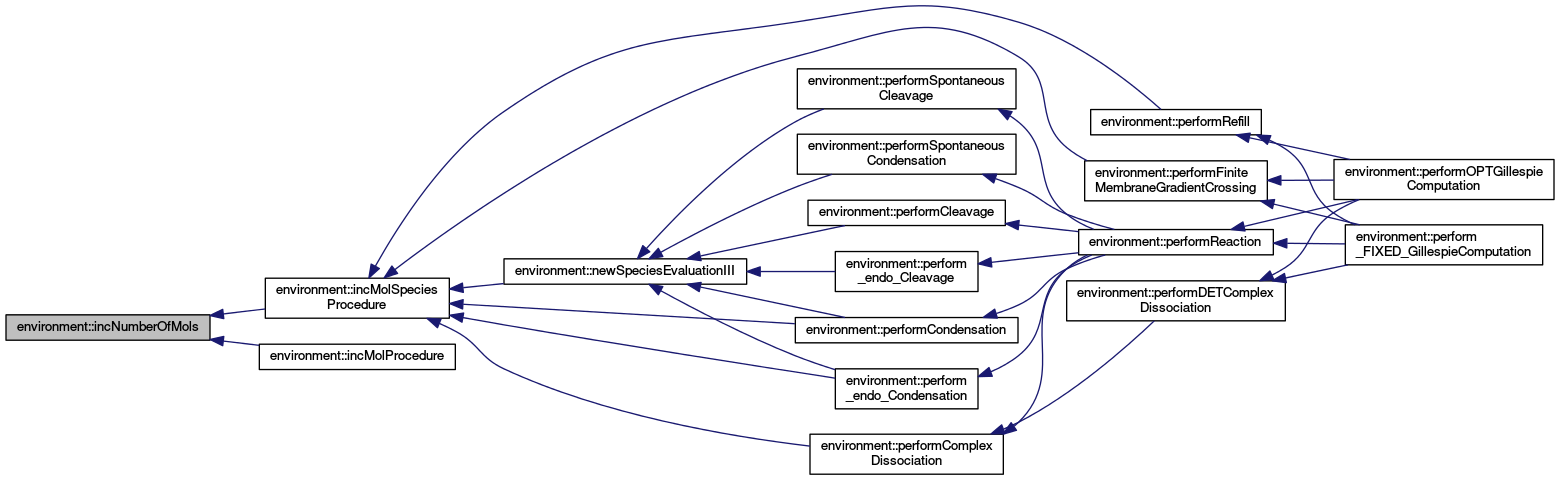 environment::incNumberOfMols
environment::incMolSpecies
Procedure
environment::incMolProcedure
environment::newSpeciesEvaluationIII
environment::performSpontaneous
Cleavage
environment::performSpontaneous
Condensation
environment::performCleavage
environment::perform
_endo_Cleavage
environment::performCondensation
environment::perform
_endo_Condensation
environment::performComplex
Dissociation
environment::performRefill
environment::performFinite
MembraneGradientCrossing
environment::performReaction
environment::performDETComplex
Dissociation
environment::performOPTGillespie
Computation
environment::perform
_FIXED_GillespieComputation